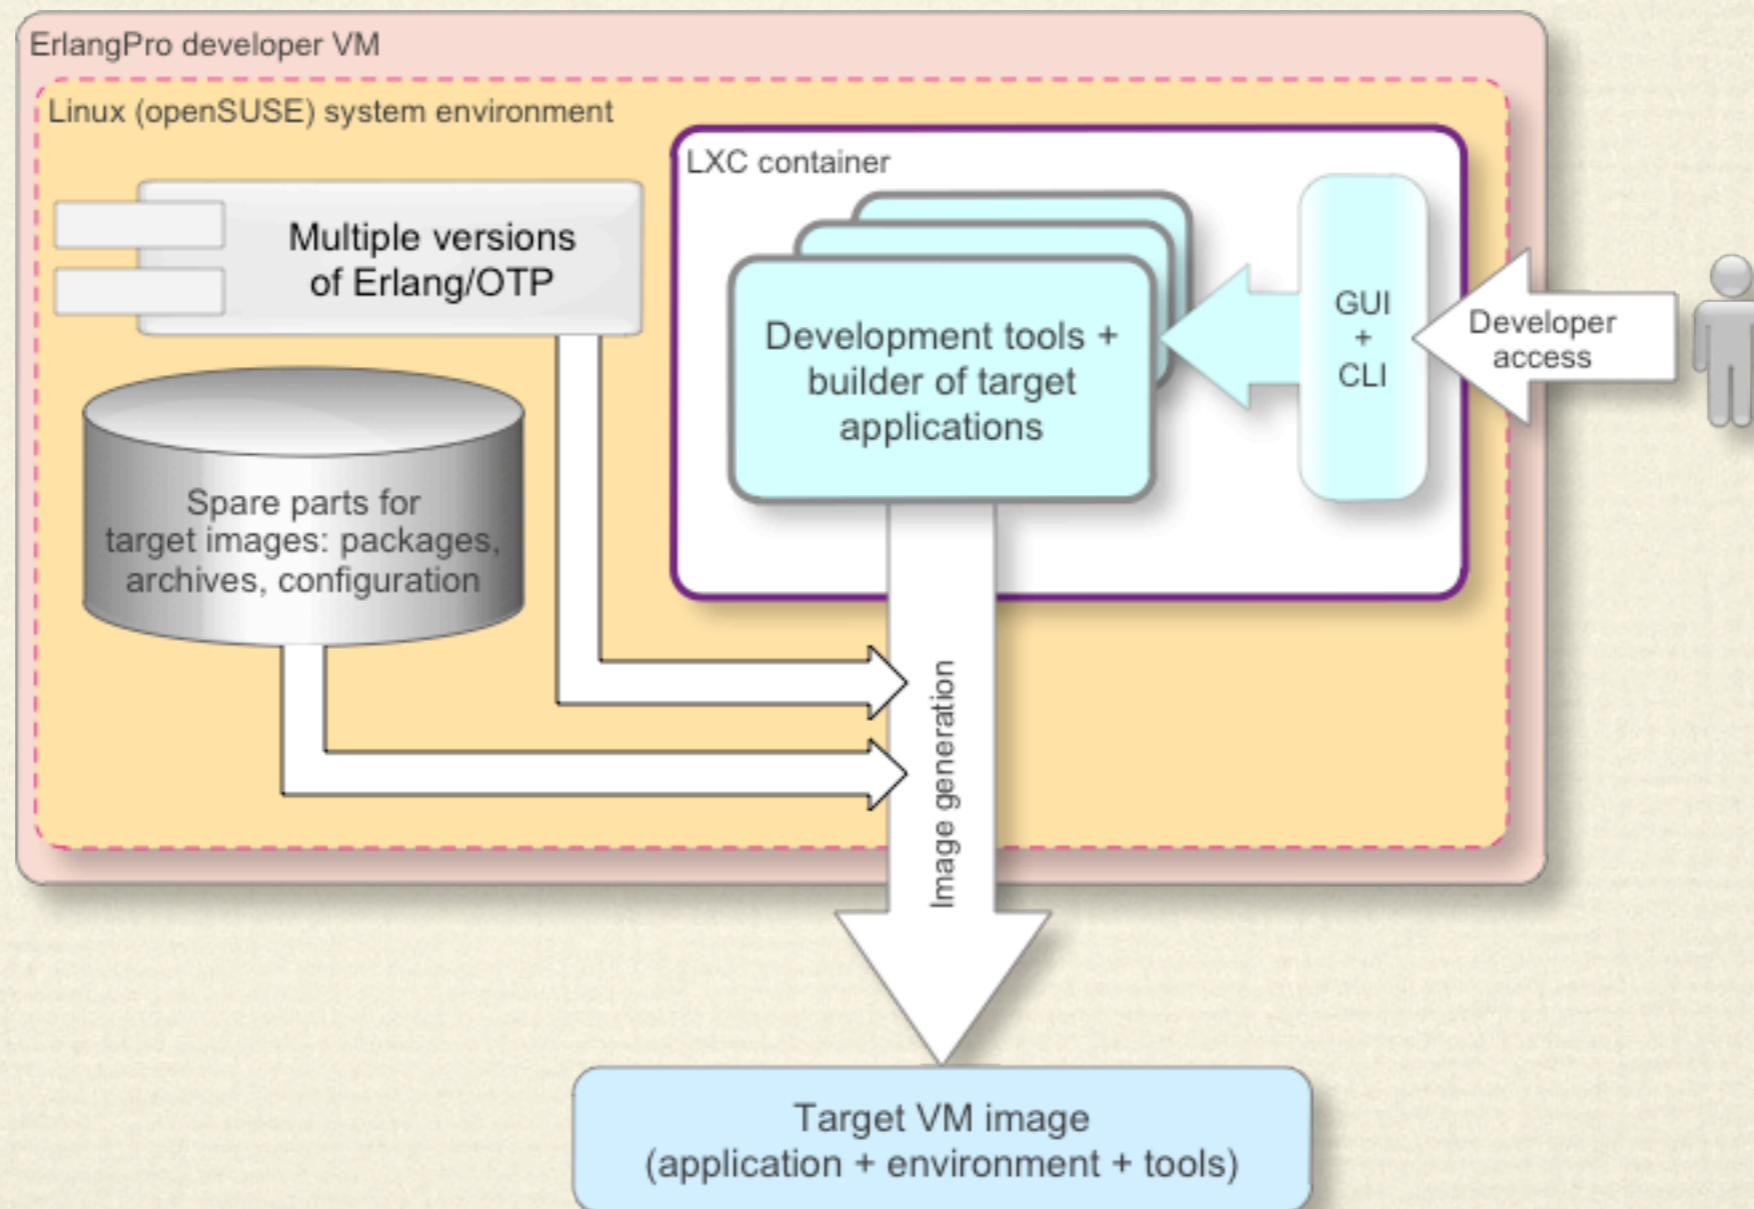 ErlangPro developer VM
Linux (openSUSE) system environment
LXC container
Multiple versions
of Erlang/OTP
Development tools +
builder of target
applications
GUI
+
CLI
Developer
access
Spare parts for
target images: packages,
archives, configuration
Image generation
Target VM image
(application + environment + tools)